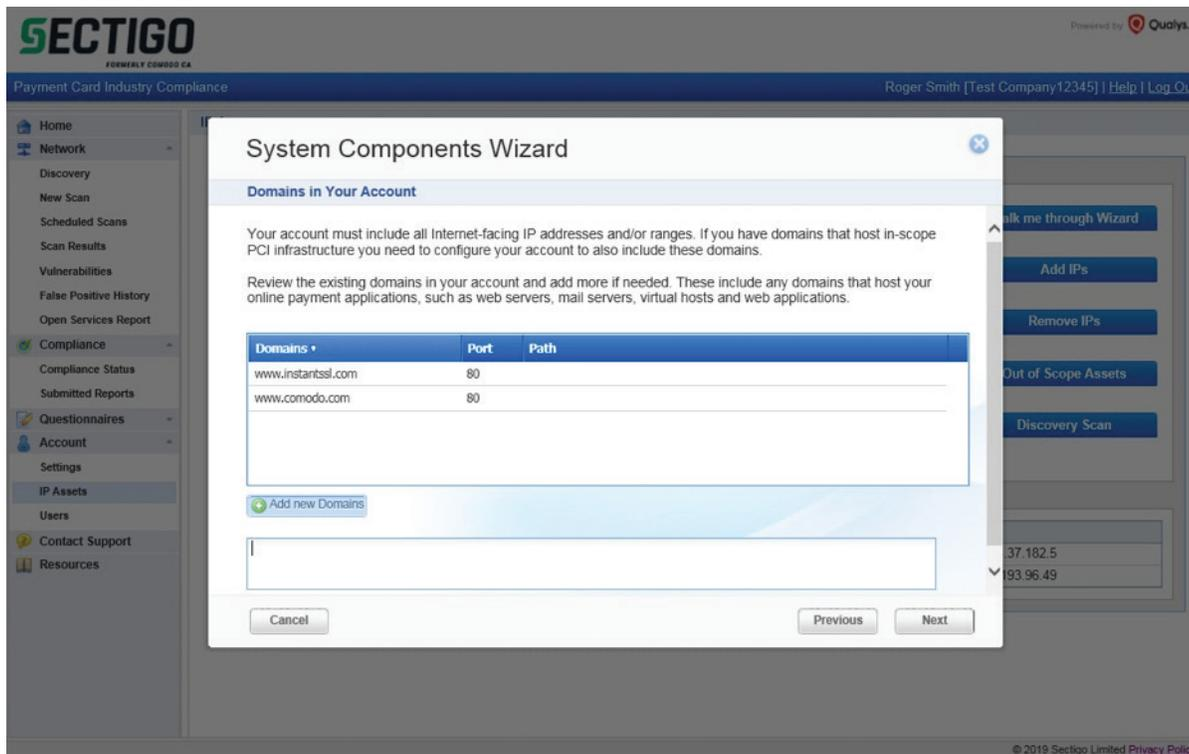 SECTIGO
FORMERLY COMODO CA
Powered by Qualys.
Payment Card Industry Compliance
Roger Smith [Test Company12345] | Help | Log Ou
Home
Network
Discovery
New Scan
Scheduled Scans
Scan Results
Vulnerabilities
False Positive History
Open Services Report
Compliance
Compliance Status
Submitted Reports
Questionnaires
Account
Settings
IP Assets
Users
Contact Support
Resources
System Components Wizard
Domains in Your Account
Your account must include all Internet-facing IP addresses and/or ranges. If you have domains that host in-scope
PCI infrastructure you need to configure your account to also include these domains.
Review the existing domains in your account and add more if needed. These include any domains that host your
online payment applications, such as web servers, mail servers, virtual hosts and web applications.
Domains Port Path
www.instantssl.com 80
www.comodo.com 80
Add new Domains
Cancel
Previous
Next
alk me through Wizard
Add IPs
Remove IPs
Out of Scope Assets
Discovery Scan
.37.182.5
193.96.49
© 2019 Sectigo Limited Privacy Polic